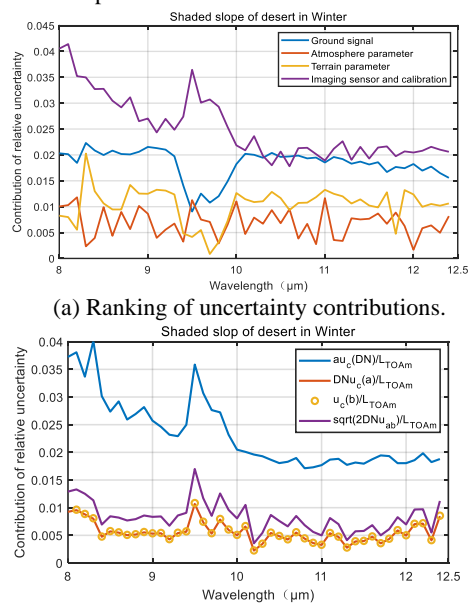 Shaded slope of desert in Winter
0.045
0.04
0.035
0.03
0.025
0.02
0.015
0.01
0.005
0
Contribution of relative uncertainty
Ground signal
Atmosphere parameter
Terrain parameter
Imaging sensor and calibration
8 9 10 11 12 12.5
Wavelength (μm)
(a) Ranking of uncertainty contributions.
Shaded slop of desert in Winter
0.04
0.035
0.03
0.025
0.02
0.015
0.01
0.005
0
Contribution of relative uncertainty
au_c(DN)/L_TOAm
DNu_c(a)/L_TOAm
u_c(b)/L_TOAm
sqrt(2DNu_ab)/L_TOAm
8 9 10 11 12 12.5
Wavelength (μm)